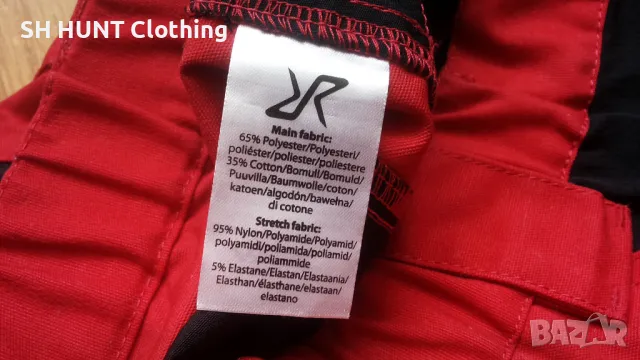 SH HUNT Clothing
Main fabric:
65% Polyester/Polyesteri/
poliéster/poliester/poliestere
35% Cotton/Bomull/Bomuld/
Puuvilla/Baumwolle/coton/
katoen/algodón/bawełna/
di cotone
Stretch fabric:
95% Nylon/Polyamide/Polyamid/
polyamidi/poliamida/poliamid/
poliammide
5% Elastane/Elastan/Elastaania/
Elasthan/élasthane/elastaan/
elastano
BAZAR